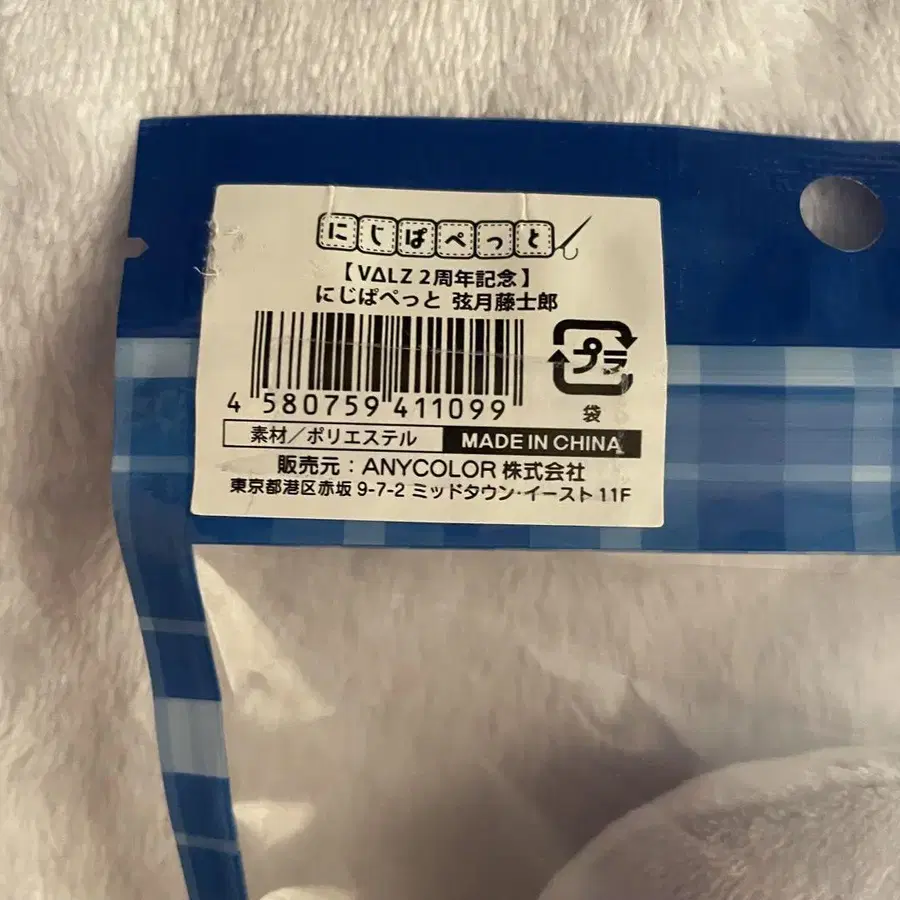 にじぱぺっと
【VΔLZ 2周年記念】
にじぱぺっと 弦月藤士郎
4 580759 411099
プラ
袋
素材/ポリエステル MADE IN CHINA
販売元:ANYCOLOR 株式会社
東京都港区赤坂 9-7-2 ミッドタウン・イースト 11F